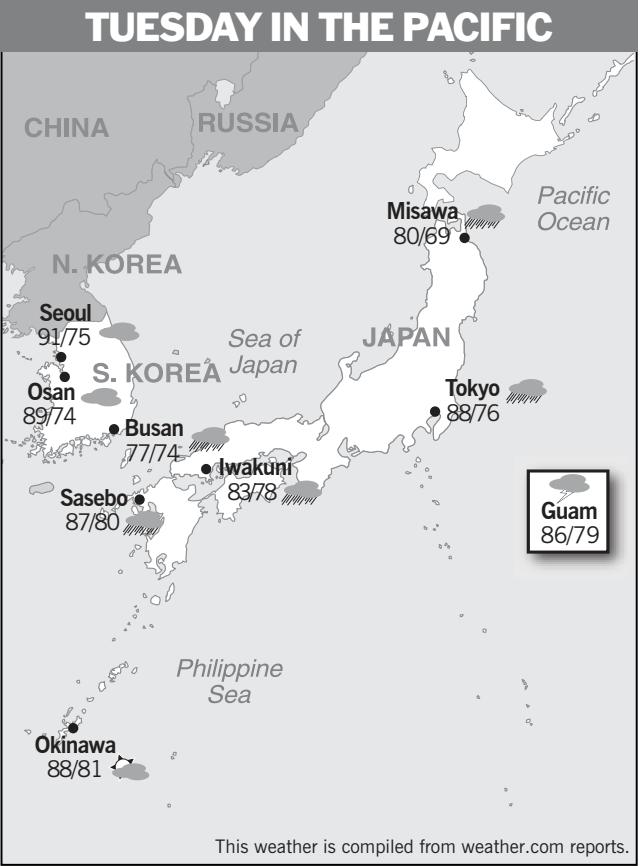 TUESDAY IN THE PACIFIC
CHINA
RUSSIA
Pacific
Ocean
Misawa
80/69
N. KOREA
Seoul
91/75
Sea of
Japan
JAPAN
S. KOREA
Osan
89/74
Tokyo
88/76
Busan
77/74
Iwakuni
83/78
Sasebo
87/80
Guam
86/79
Philippine
Sea
Okinawa
88/81
This weather is compiled from weather.com reports.